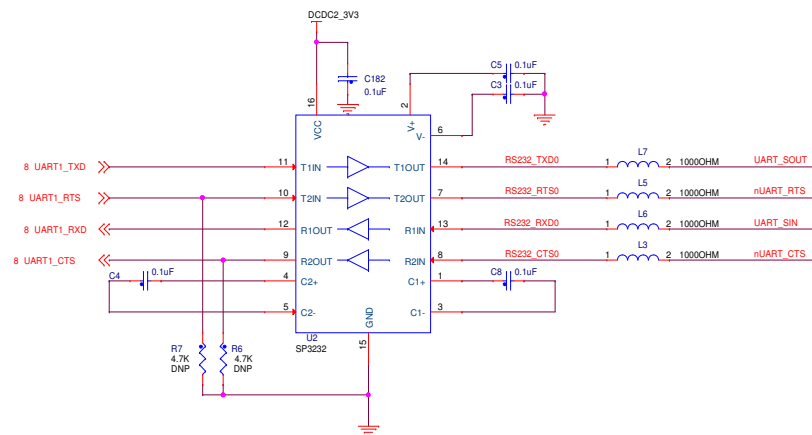 DCDC2_3V3
C182
0.1uF
C5
0.1uF
C3
0.1uF
16
2
VCC
V+
V-
6
8 UART1_TXD
11
T1IN
T1OUT
14
RS232_TXD0
1
L7
2
1000OHM
UART_SOUT
8 UART1_RTS
10
T2IN
T2OUT
7
RS232_RTS0
1
L5
2
1000OHM
nUART_RTS
8 UART1_RXD
12
R1OUT
R1IN
13
RS232_RXD0
1
L6
2
1000OHM
UART_SIN
8 UART1_CTS
9
R2OUT
R2IN
8
RS232_CTS0
1
L3
2
1000OHM
nUART_CTS
C4
0.1uF
4
C2+
C1+
1
C8
0.1uF
5
C2-
C1-
3
GND
15
U2
SP3232
R7
4.7K
DNP
R6
4.7K
DNP